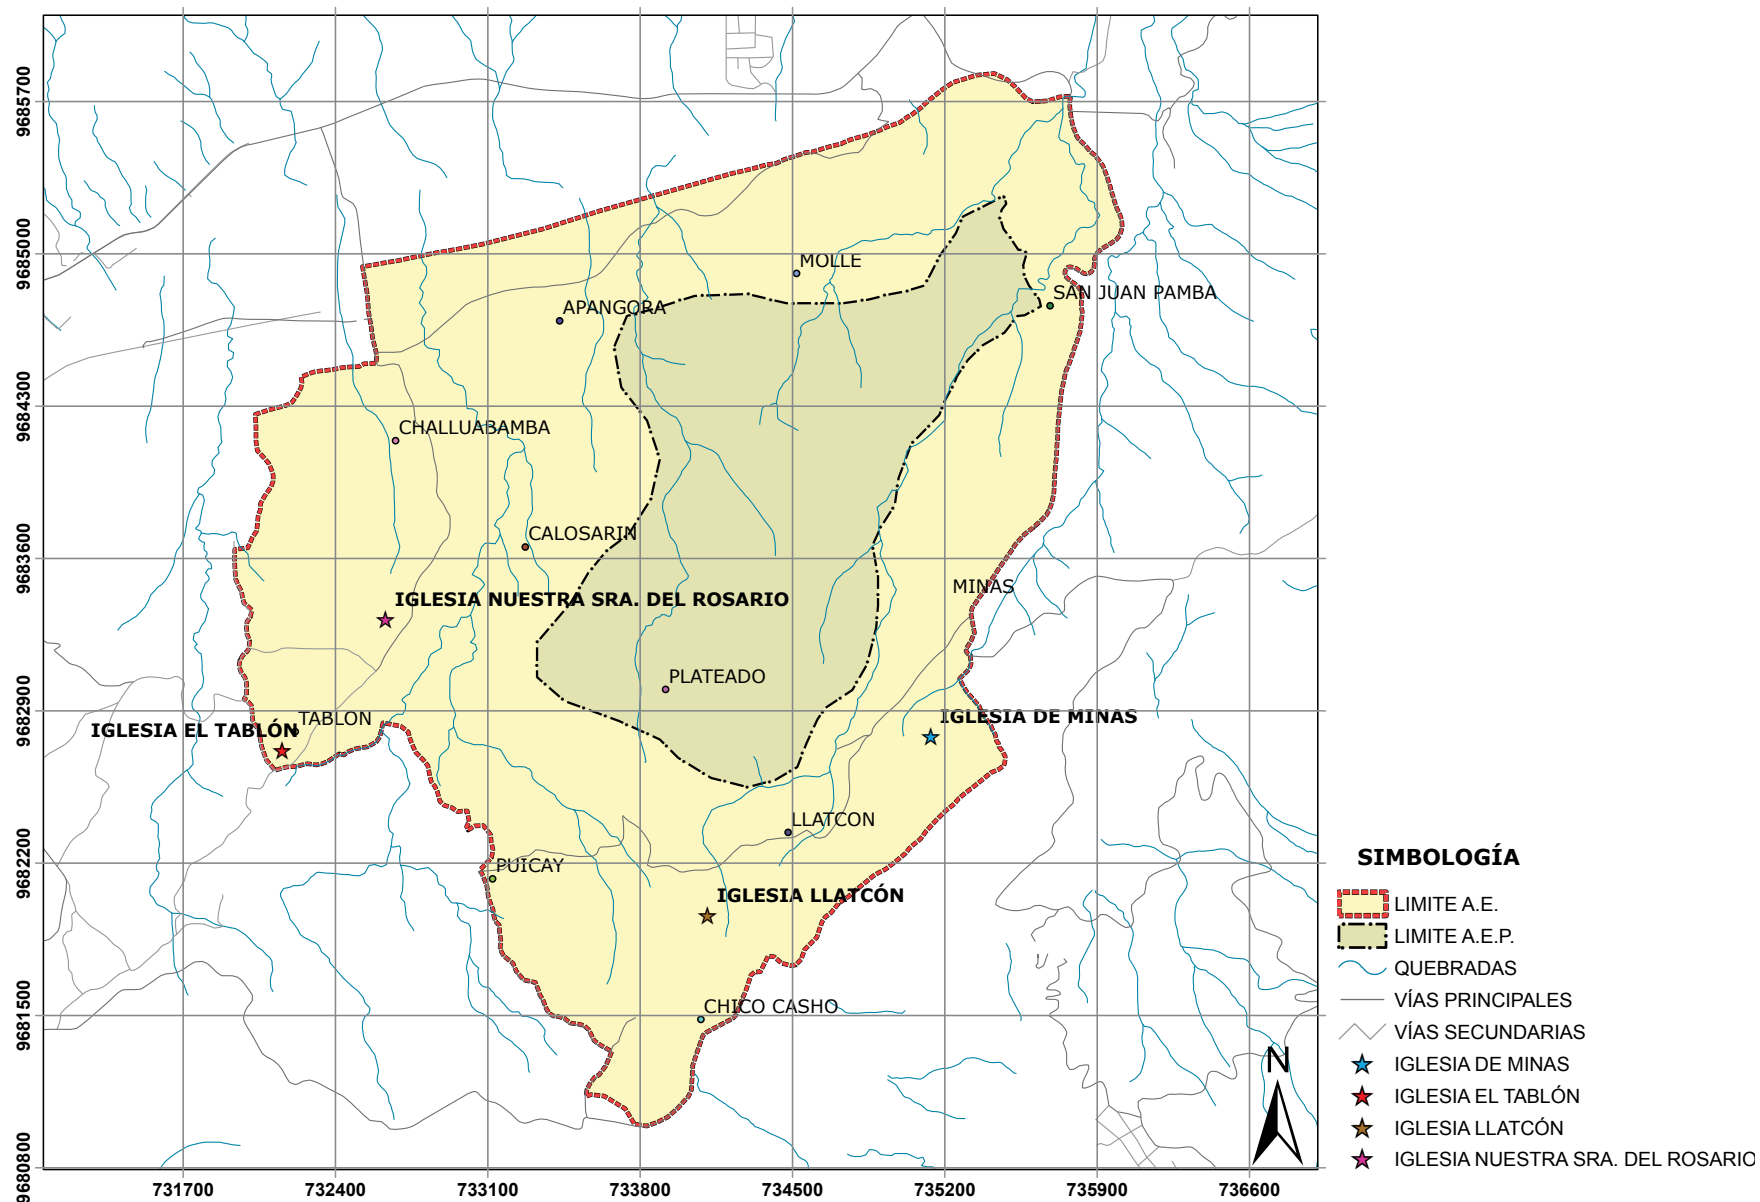 9685700
9685000
MOLLE
SAN JUAN PAMBA
APANGORA
9684300
CHALLUABAMBA
CALOSARIN
9683600
MINAS
IGLESIA NUESTRA SRA. DEL ROSARIO
PLATEADO
9682900
TABLON
IGLESIA EL TABLÓN
IGLESIA DE MINAS
LLATCON
9682200
PUICAY
IGLESIA LLATCÓN
9681500
CHICO CASHO
N
9680800
731700 732400 733100 733800 734500 735200 735900 736600
SIMBOLOGÍA
LIMITE A.E.
LIMITE A.E.P.
QUEBRADAS
VÍAS PRINCIPALES
VÍAS SECUNDARIAS
IGLESIA DE MINAS
IGLESIA EL TABLÓN
IGLESIA LLATCÓN
IGLESIA NUESTRA SRA. DEL ROSARIO